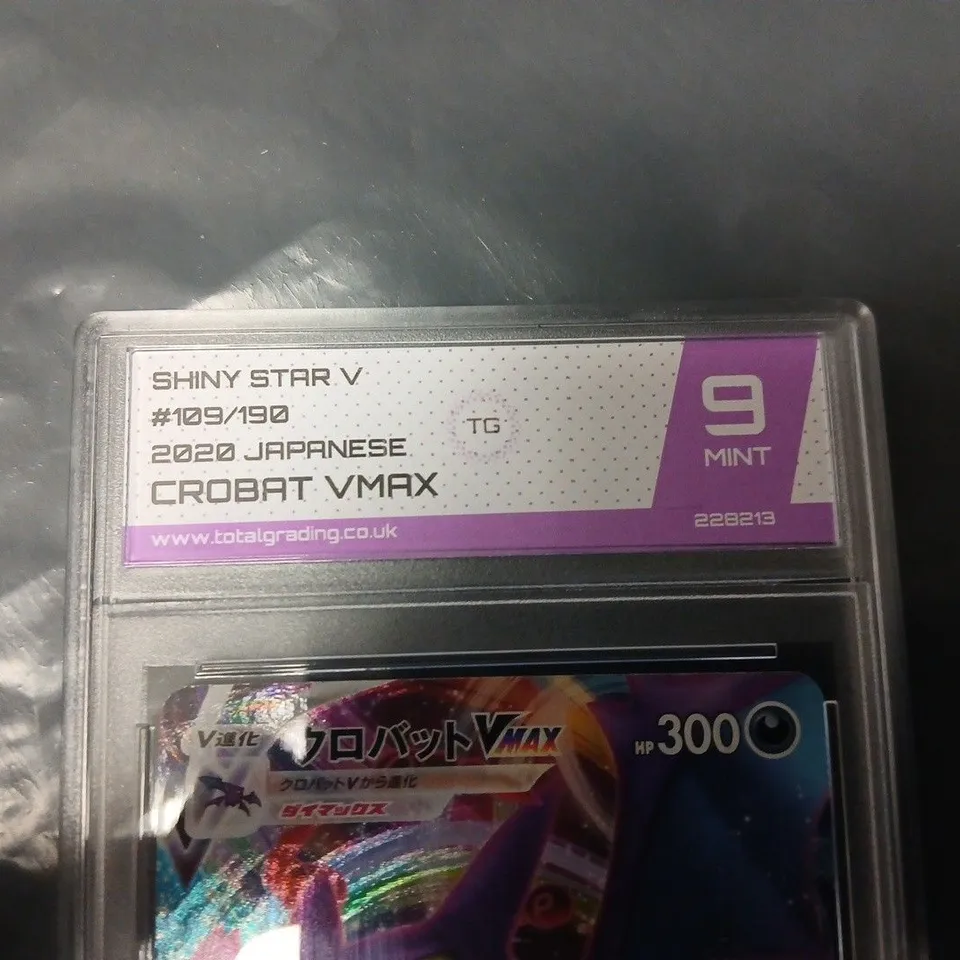 SHINY STAR V
#109/190
2020 JAPANESE
CROBAT VMAX
TG
9
MINT
www.totalgrading.co.uk
228213
V進化
クロバットVMAX
HP 300
クロバットVから進化
ダイマックス